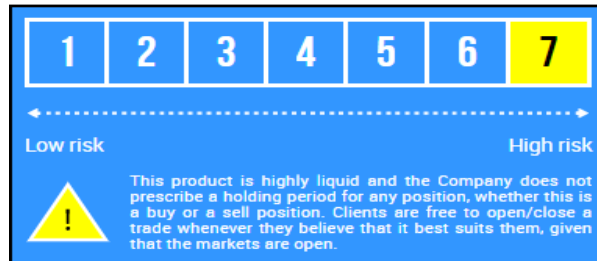 1 2 3 4 5 6 7
Low risk High risk
This product is highly liquid and the Company does not
prescribe a holding period for any position, whether this is
a buy or a sell position. Clients are free to open/close a
trade whenever they believe that it best suits them, given
that the markets are open.
!